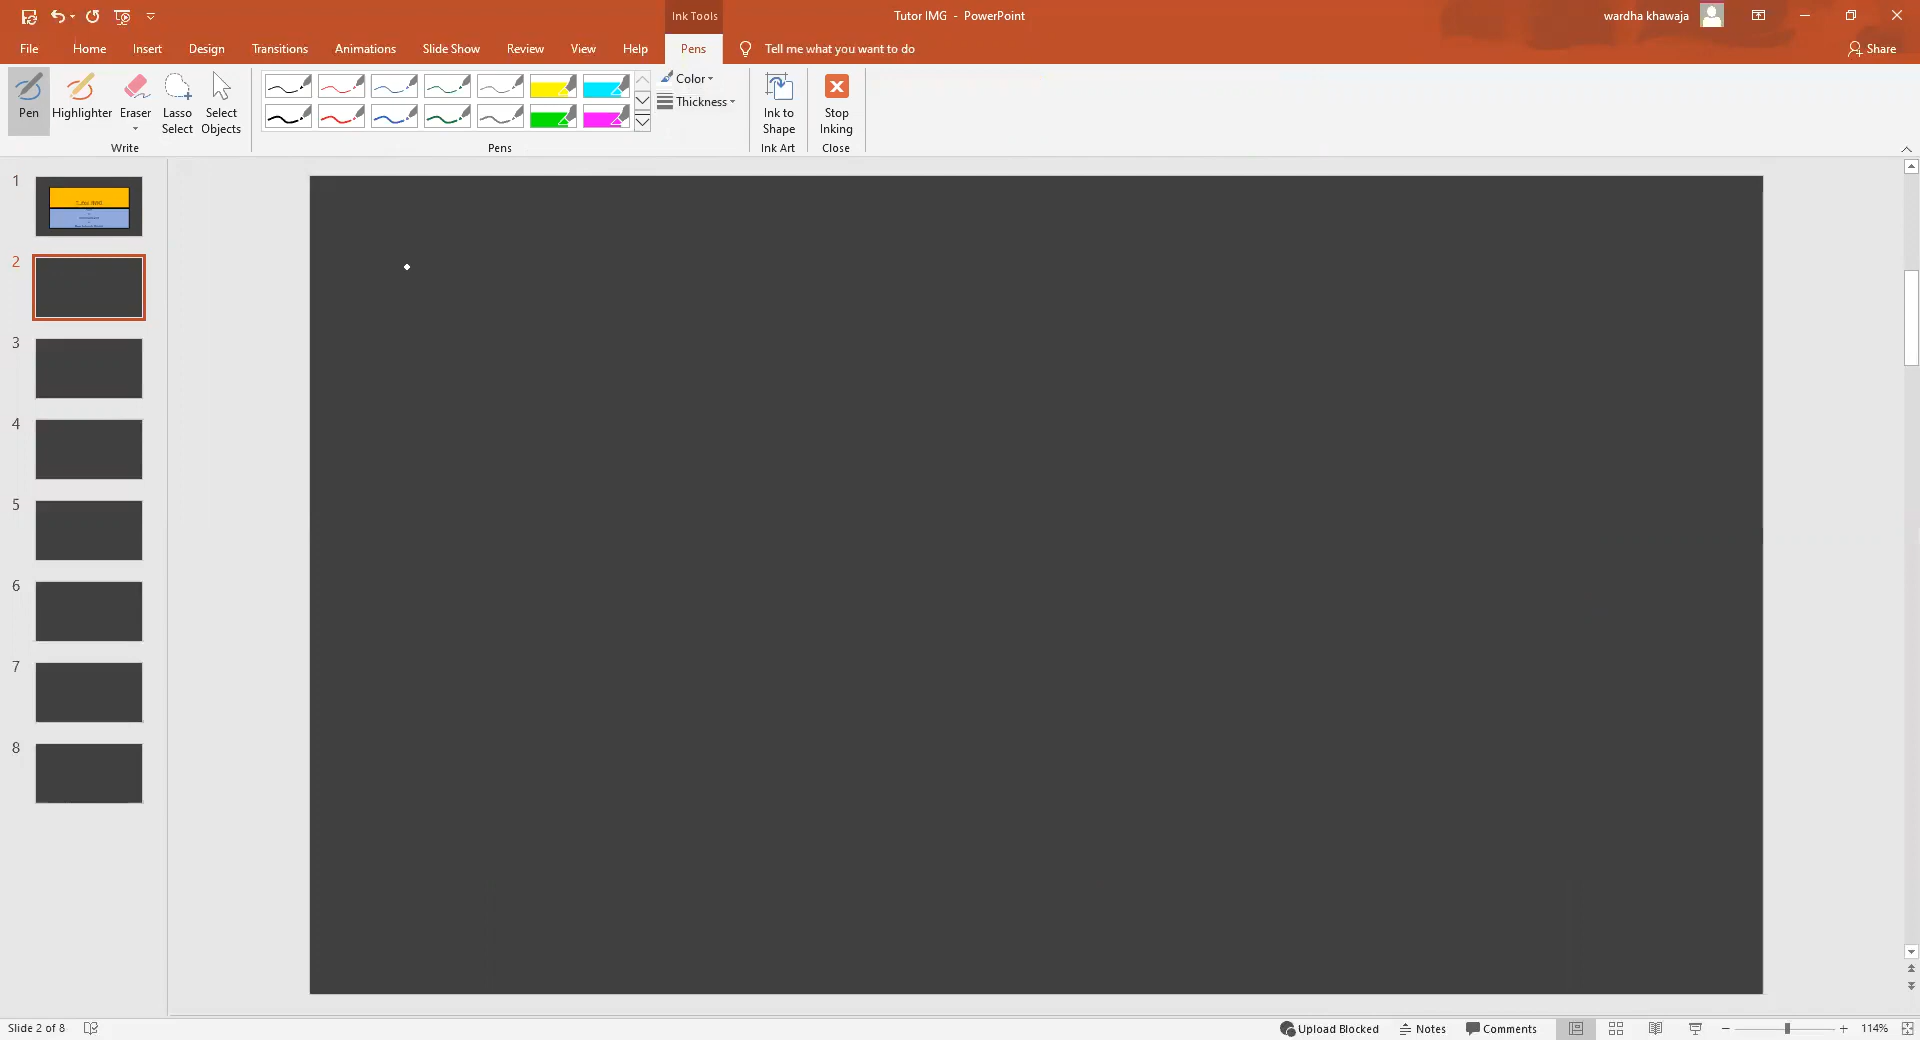 Ink Tools
Tutor IMG - PowerPoint
wardha khawaja
File Home Insert Design Transitions Animations Slide Show Review View Help Pens Tell me what you want to do Share
Pen Highlighter Eraser Lasso Select Select Objects
Color
Thickness
Ink to Shape
Stop Inking
Write Pens Ink Art Close
1
2
3
4
5
6
7
8
Slide 2 of 8 Upload Blocked Notes Comments 114%